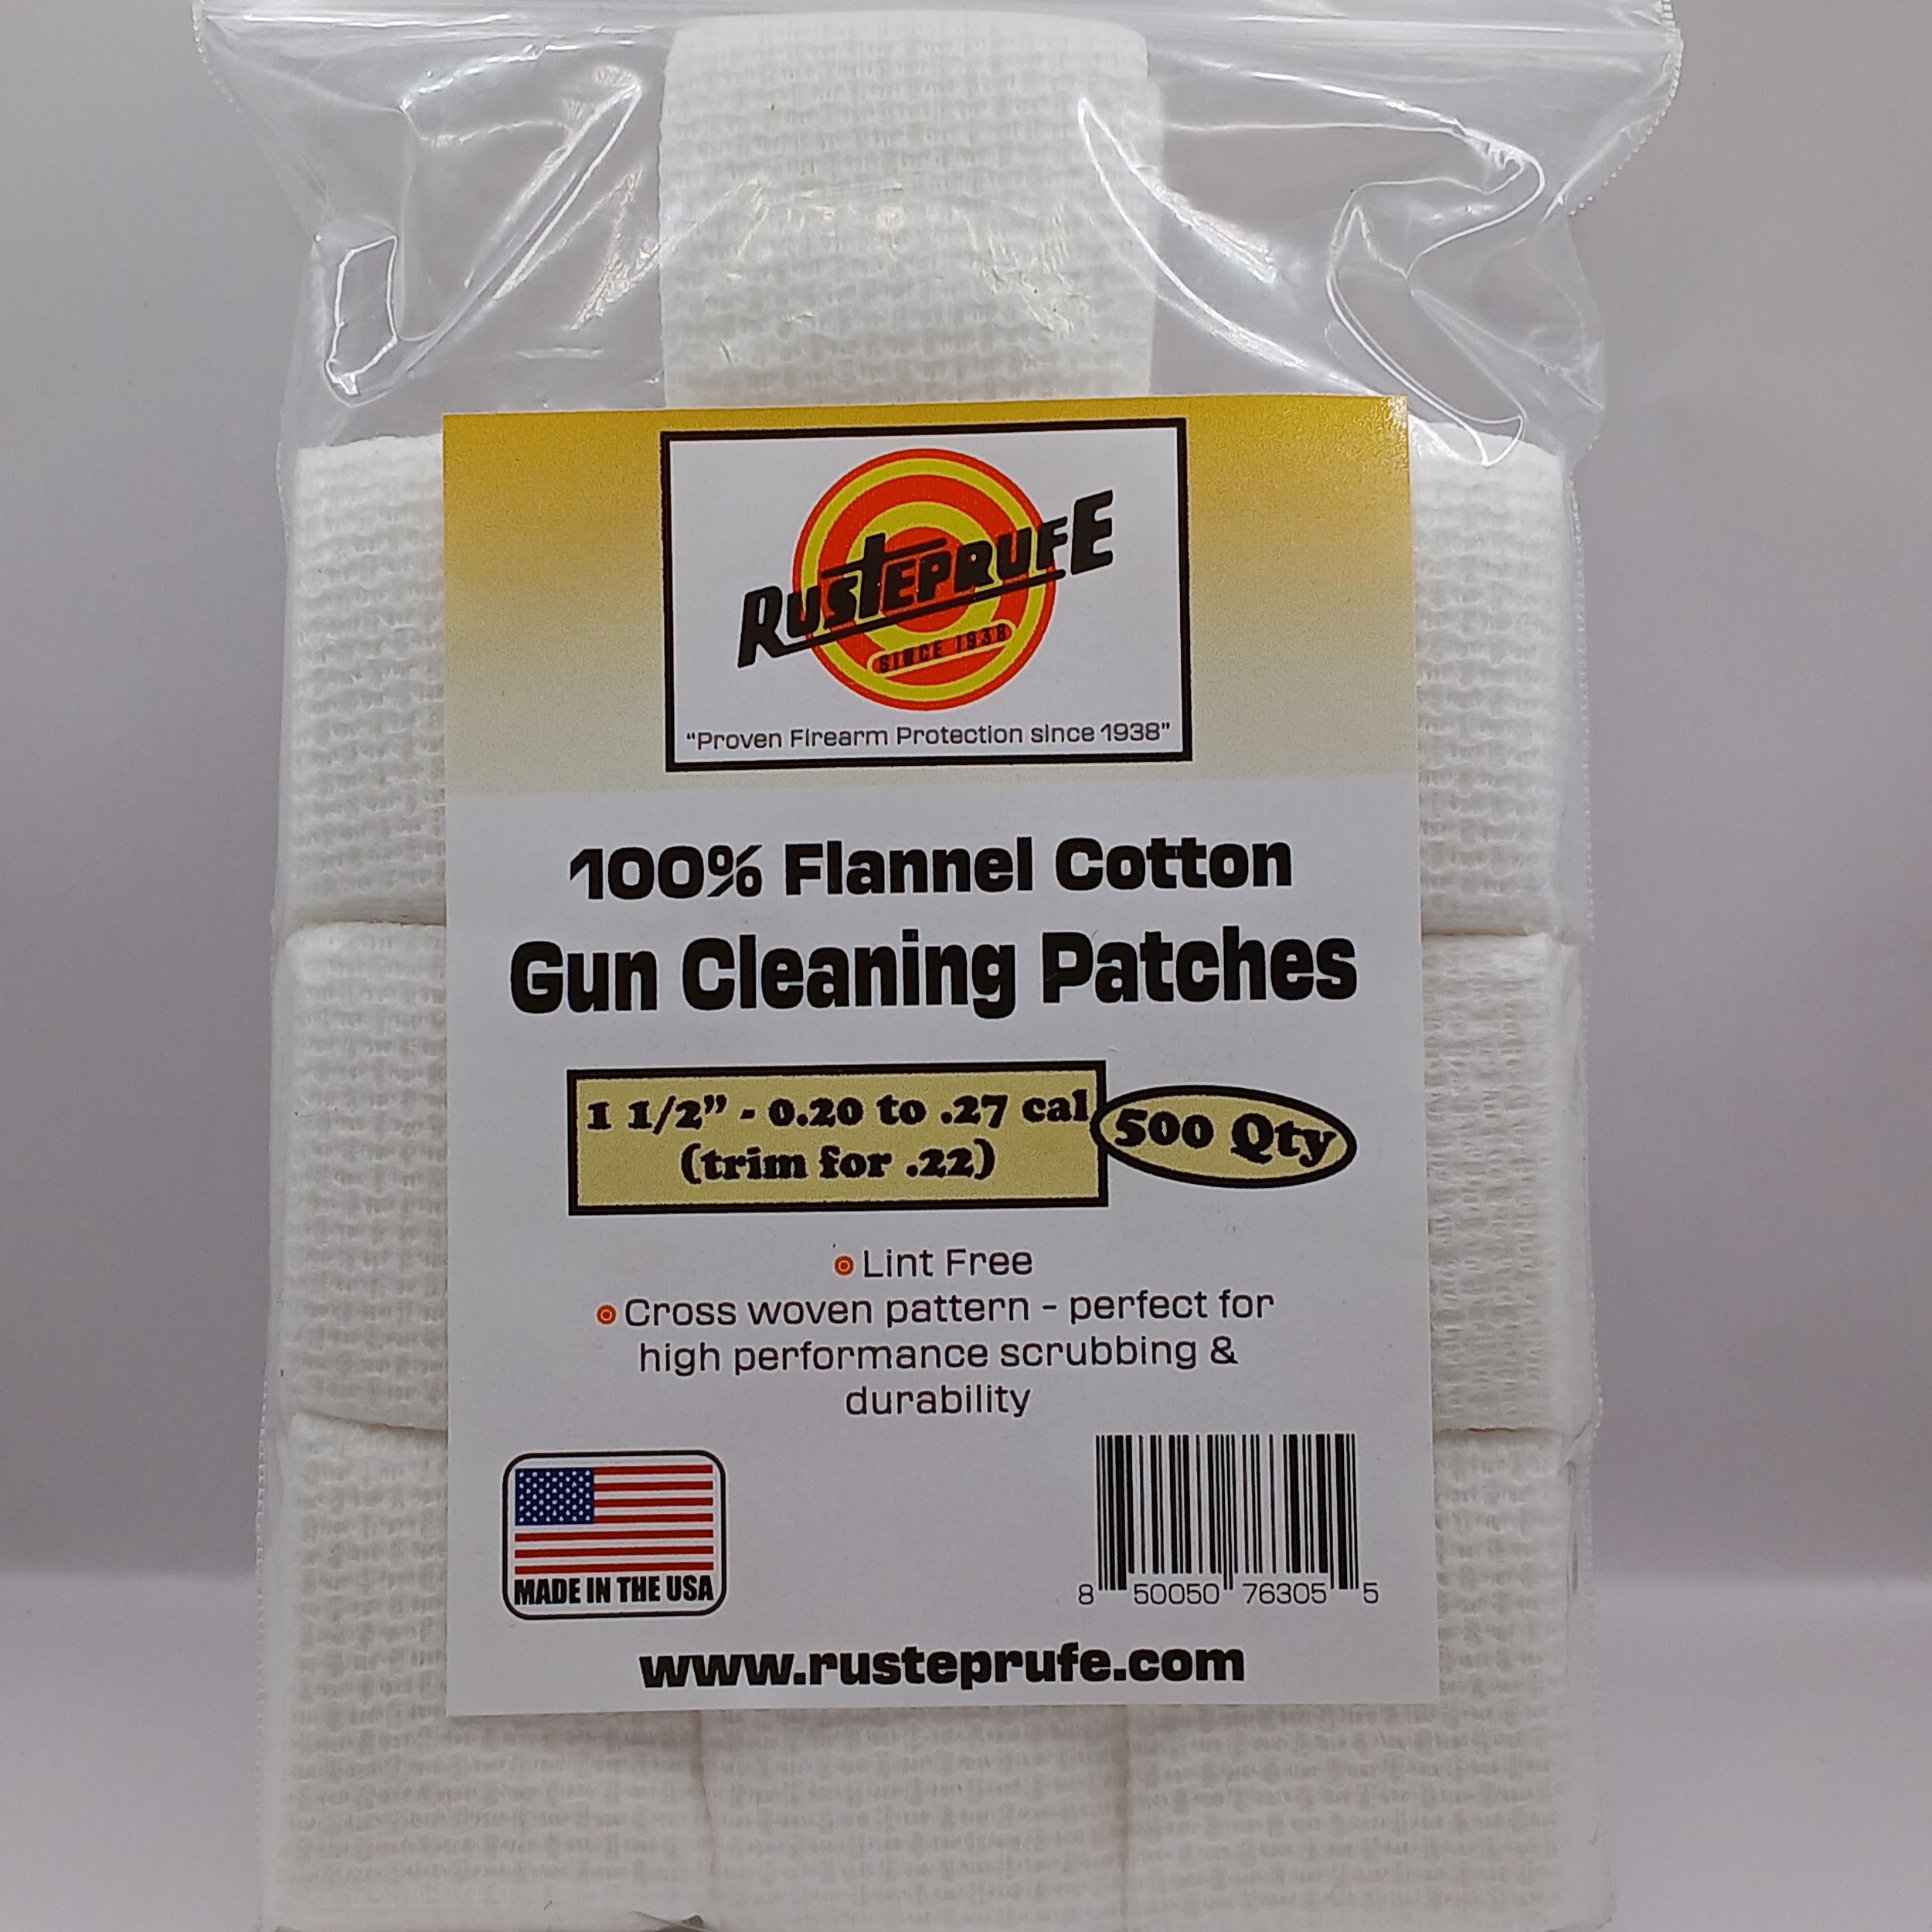 RUSTEPRUFE
SINCE 1938
“Proven Firearm Protection since 1938”
100% Flannel Cotton
Gun Cleaning Patches
1 1/2” - 0.20 to .27 cal
(trim for .22)
500 Qty
Lint Free
Cross woven pattern - perfect for
high performance scrubbing &
durability
MADE IN THE USA
8 50050 76305 5
www.rusteprufe.com